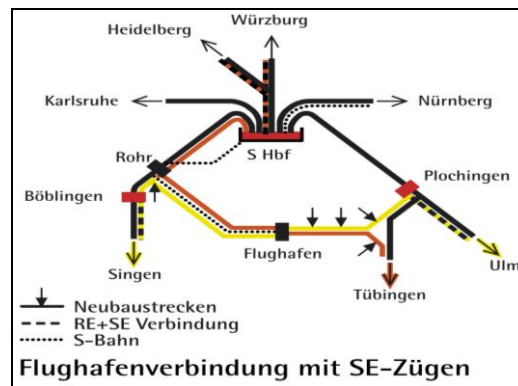 Würzburg
Heidelberg
Karlsruhe
Nürnberg
S Hbf
Rohr
Plochingen
Böblingen
Flughafen
Ulm
Singen
Tübingen
Neubaustrecken
RE+SE Verbindung
S-Bahn
Flughafenverbindung mit SE-Zügen